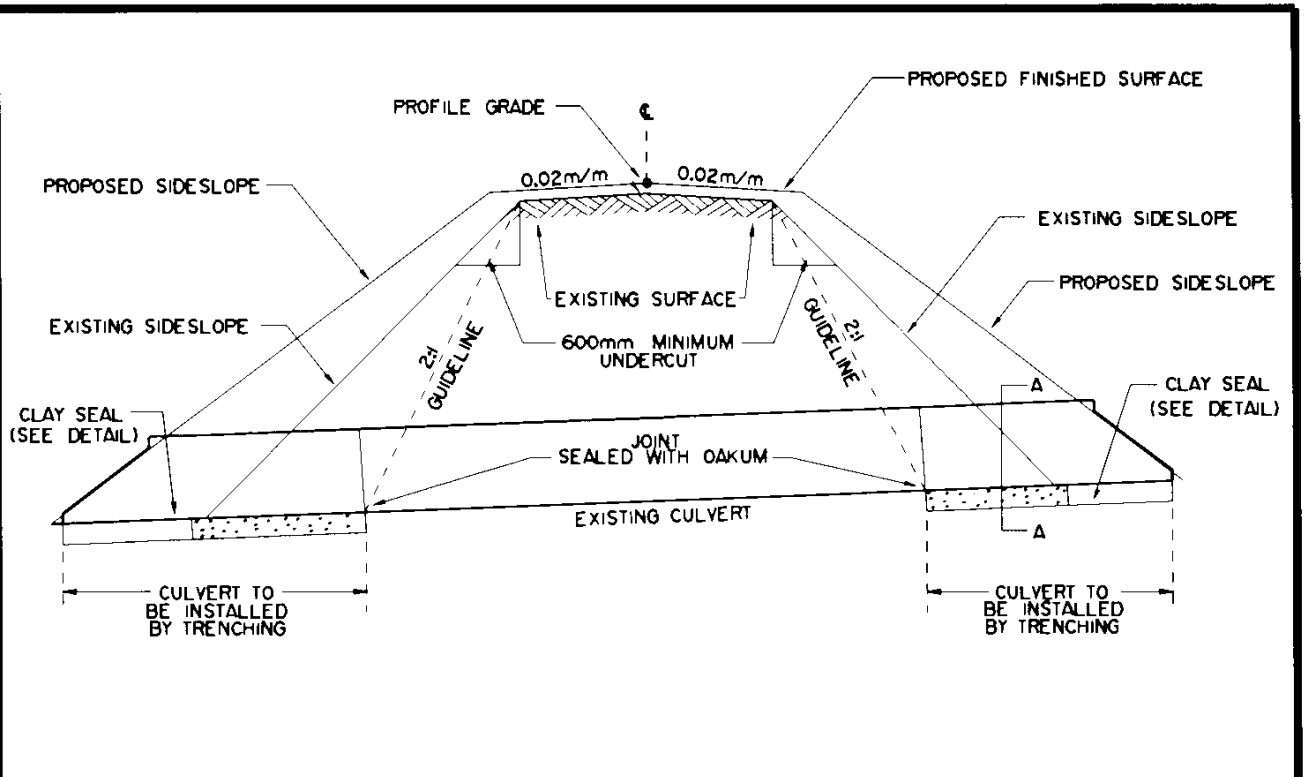 PROPOSED FINISHED SURFACE
PROFILE GRADE
℄
0.02m/m
0.02m/m
PROPOSED SIDESLOPE
EXISTING SIDESLOPE
PROPOSED SIDESLOPE
EXISTING SURFACE
EXISTING SIDESLOPE
600mm MINIMUM
UNDERCUT
2:1
GUIDELINE
2:1
GUIDELINE
A
CLAY SEAL
(SEE DETAIL)
CLAY SEAL
(SEE DETAIL)
JOINT
SEALED WITH OAKUM
EXISTING CULVERT
A
CULVERT TO
BE INSTALLED
BY TRENCHING
CULVERT TO
BE INSTALLED
BY TRENCHING